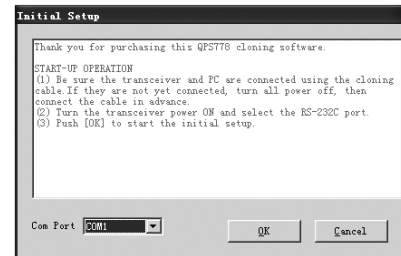 Initial Setup
Thank you for purchasing this QPS778 cloning software.
START-UP OPERATION
(1) Be sure the transceiver and PC are connected using the cloning
cable.If they are not yet connected, turn all power off, then
connect the cable in advance.
(2) Turn the transceiver power ON and select the RS-232C port.
(3) Push [OK] to start the initial setup.
Com Port COM1 OK Cancel